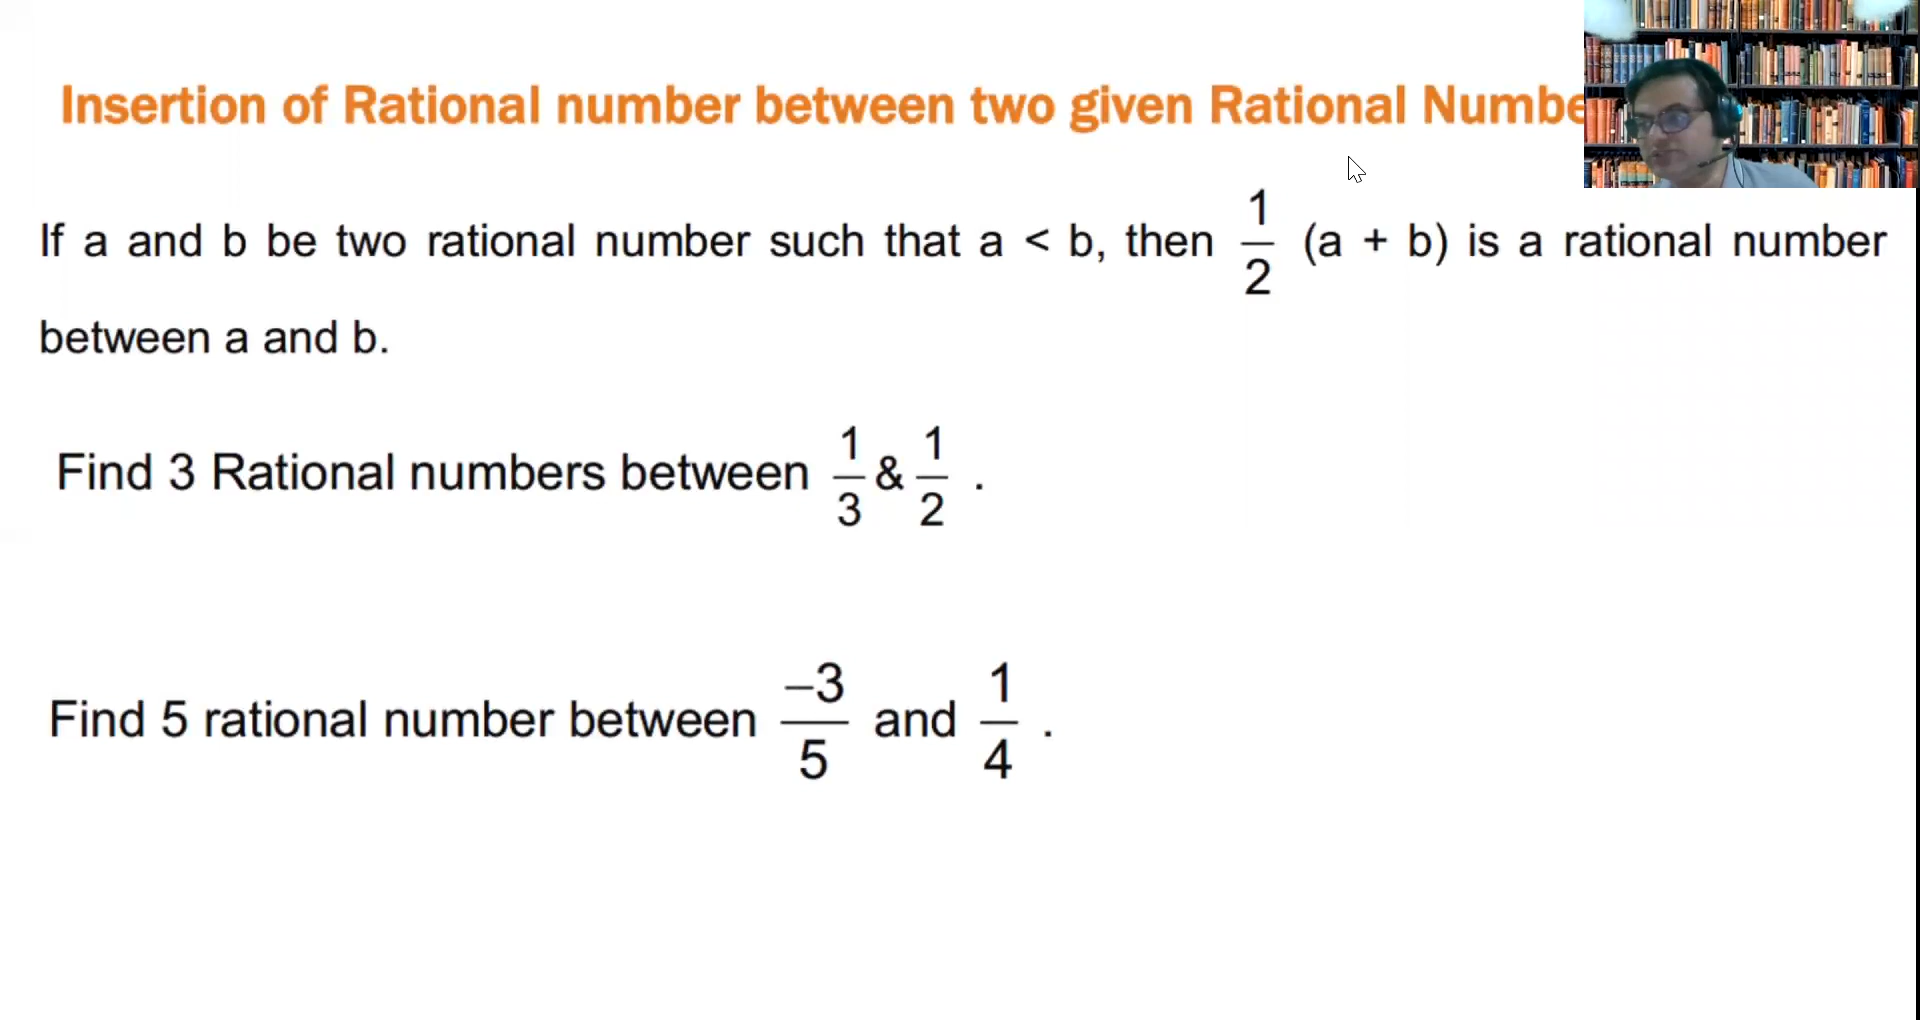 Insertion of Rational number between two given Rational Numbe
If a and b be two rational number such that a < b, then 1/2 (a + b) is a rational number
between a and b.
Find 3 Rational numbers between 1/3 & 1/2 .
Find 5 rational number between –3/5 and 1/4 .